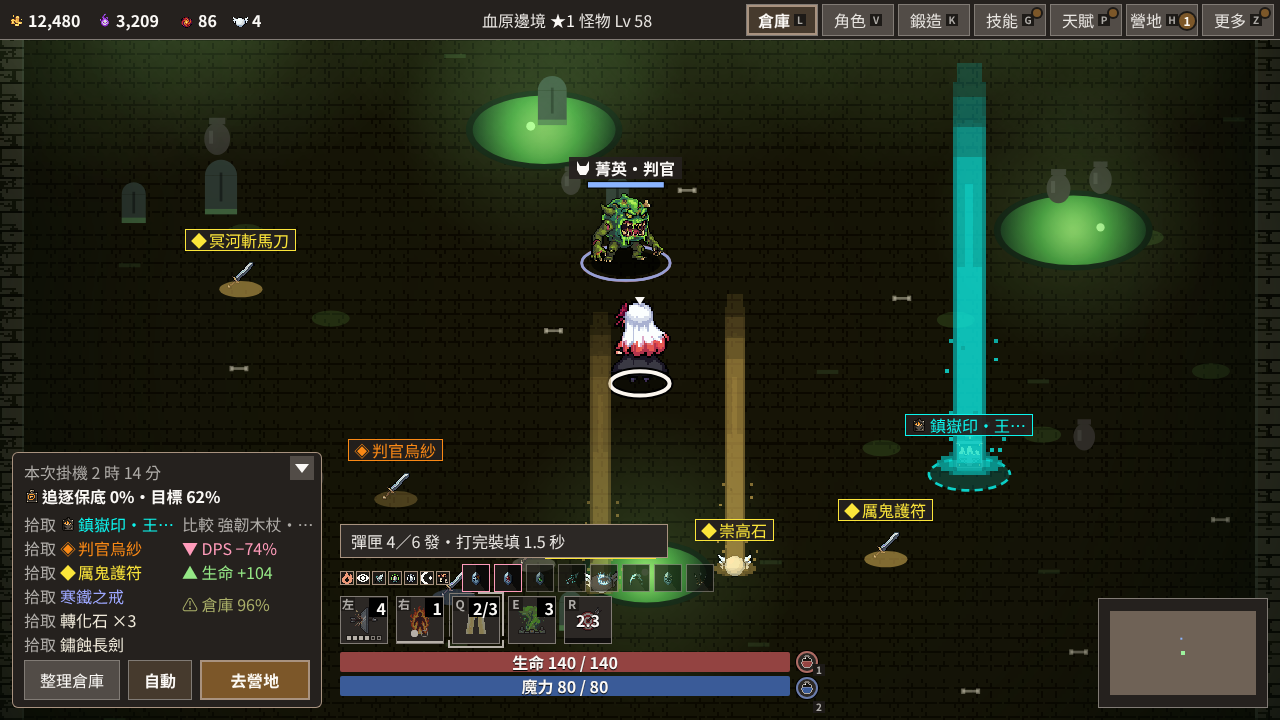 12,480 3,209 86 4 血原邊境 ★1 怪物 Lv 58 倉庫 L 角色 V 鍛造 K 技能 G 天賦 P 營地 H 1 更多 Z
菁英・判官
冥河斬馬刀
鎮嶽印・王…
判官烏紗
厲鬼護符
崇高石
本次掛機 2 時 14 分
追逐保底 0%・目標 62%
拾取 鎮嶽印・王… 比較 強韌木杖・…
拾取 判官烏紗 ▼ DPS −74%
拾取 厲鬼護符 ▲ 生命 +104
拾取 寒鐵之戒 倉庫 96%
拾取 轉化石 ×3
拾取 鏽蝕長劍
整理倉庫 自動 去營地
彈匣 4／6 發・打完裝填 1.5 秒
左 4 右 1 Q 2/3 E 3 R 2/3
生命 140 / 140 1
魔力 80 / 80 2